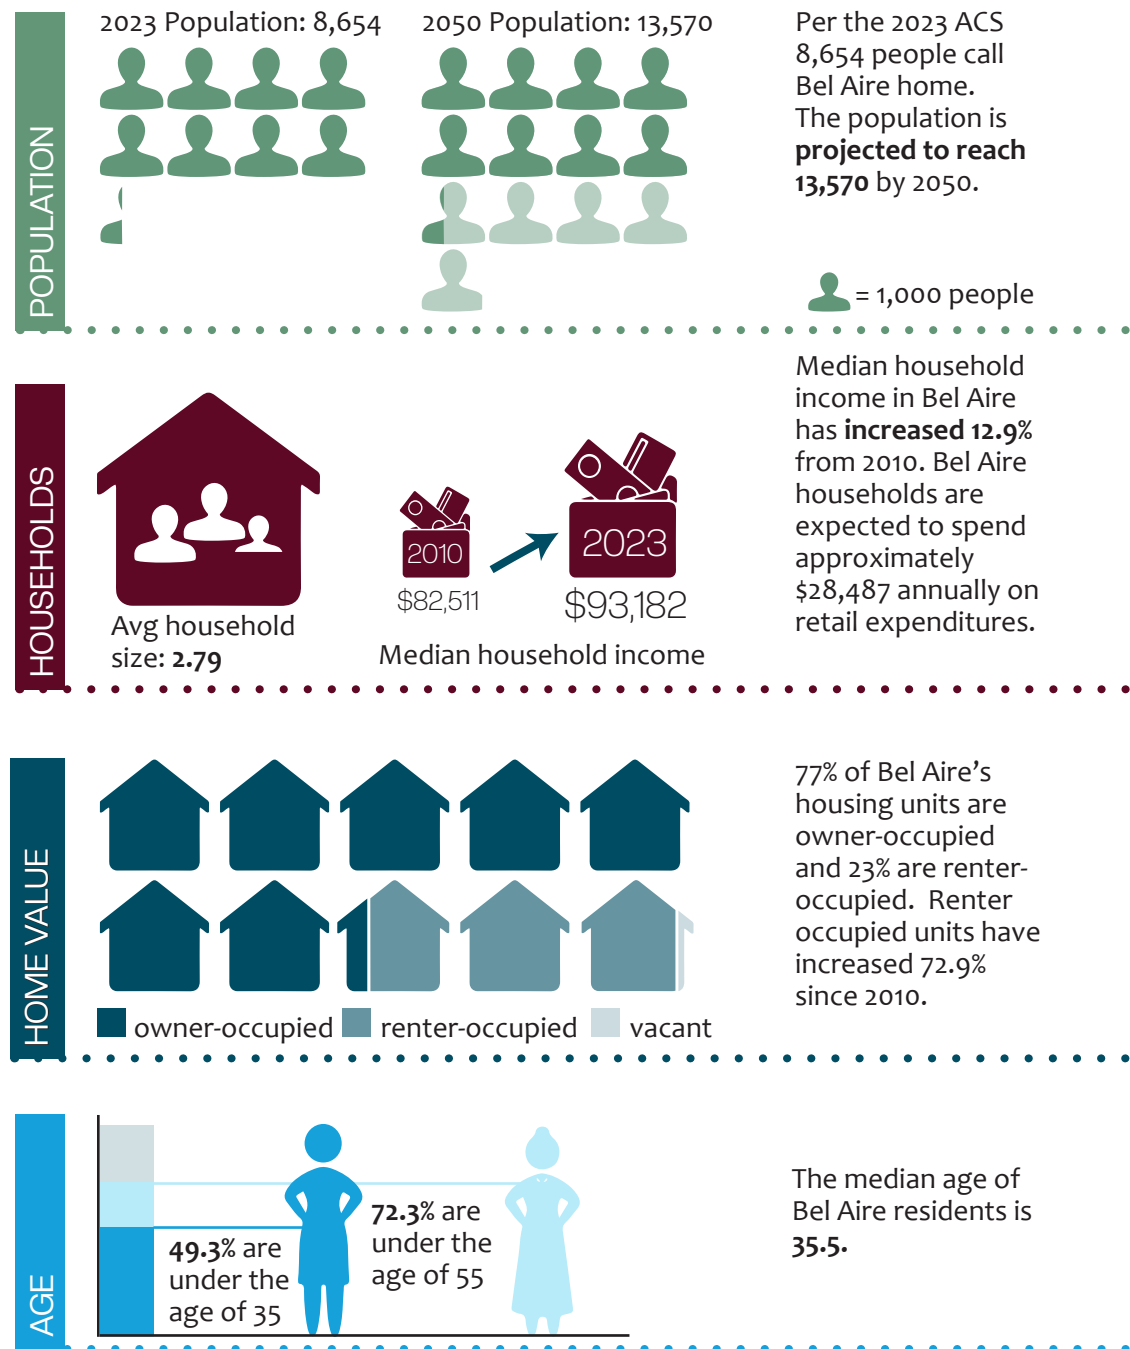 POPULATION
2023 Population: 8,654
2050 Population: 13,570
Per the 2023 ACS
8,654 people call
Bel Aire home.
The population is
projected to reach
13,570 by 2050.
= 1,000 people
HOUSEHOLDS
Avg household
size: 2.79
2010
$82,511
2023
$93,182
Median household income
Median household
income in Bel Aire
has increased 12.9%
from 2010. Bel Aire
households are
expected to spend
approximately
$28,487 annually on
retail expenditures.
HOME VALUE
owner-occupied
renter-occupied
vacant
77% of Bel Aire’s
housing units are
owner-occupied
and 23% are renter-
occupied.  Renter
occupied units have
increased 72.9%
since 2010.
AGE
49.3% are
under the
age of 35
72.3% are
under the
age of 55
The median age of
Bel Aire residents is
35.5.